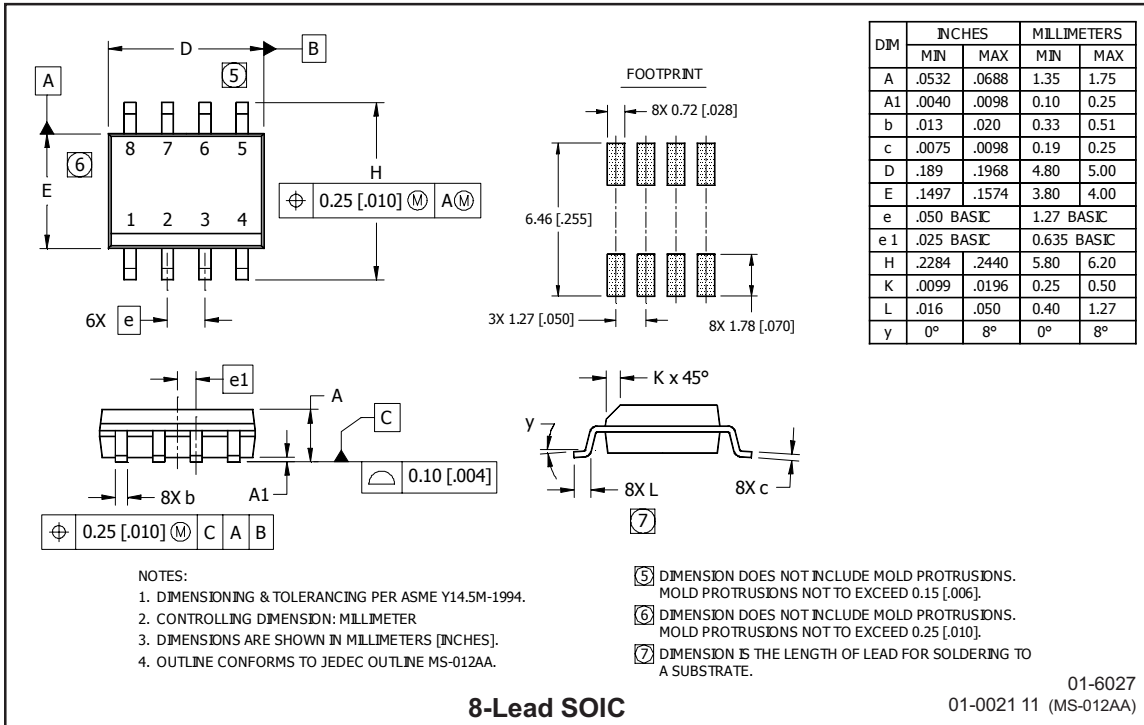 D
B
5
A
8 7 6 5
6
E
H
⌖ 0.25 [.010] Ⓜ A Ⓜ
1 2 3 4
6X e
FOOTPRINT
8X 0.72 [.028]
6.46 [.255]
3X 1.27 [.050]
8X 1.78 [.070]
DIM INCHES MILLIMETERS
MIN MAX MIN MAX
A .0532 .0688 1.35 1.75
A1 .0040 .0098 0.10 0.25
b .013 .020 0.33 0.51
c .0075 .0098 0.19 0.25
D .189 .1968 4.80 5.00
E .1497 .1574 3.80 4.00
e .050 BASIC 1.27 BASIC
e 1 .025 BASIC 0.635 BASIC
H .2284 .2440 5.80 6.20
K .0099 .0196 0.25 0.50
L .016 .050 0.40 1.27
y 0° 8° 0° 8°
e1
A
C
0.10 [.004]
8X b
A1
⌖ 0.25 [.010] Ⓜ C A B
K x 45°
y
8X L
8X c
7
NOTES:
1. DIMENSIONING & TOLERANCING PER ASME Y14.5M-1994.
2. CONTROLLING DIMENSION: MILLIMETER
3. DIMENSIONS ARE SHOWN IN MILLIMETERS [INCHES].
4. OUTLINE CONFORMS TO JEDEC OUTLINE MS-012AA.
5 DIMENSION DOES NOT INCLUDE MOLD PROTRUSIONS.
MOLD PROTRUSIONS NOT TO EXCEED 0.15 [.006].
6 DIMENSION DOES NOT INCLUDE MOLD PROTRUSIONS.
MOLD PROTRUSIONS NOT TO EXCEED 0.25 [.010].
7 DIMENSION IS THE LENGTH OF LEAD FOR SOLDERING TO
A SUBSTRATE.
8-Lead SOIC
01-6027
01-0021 11 (MS-012AA)